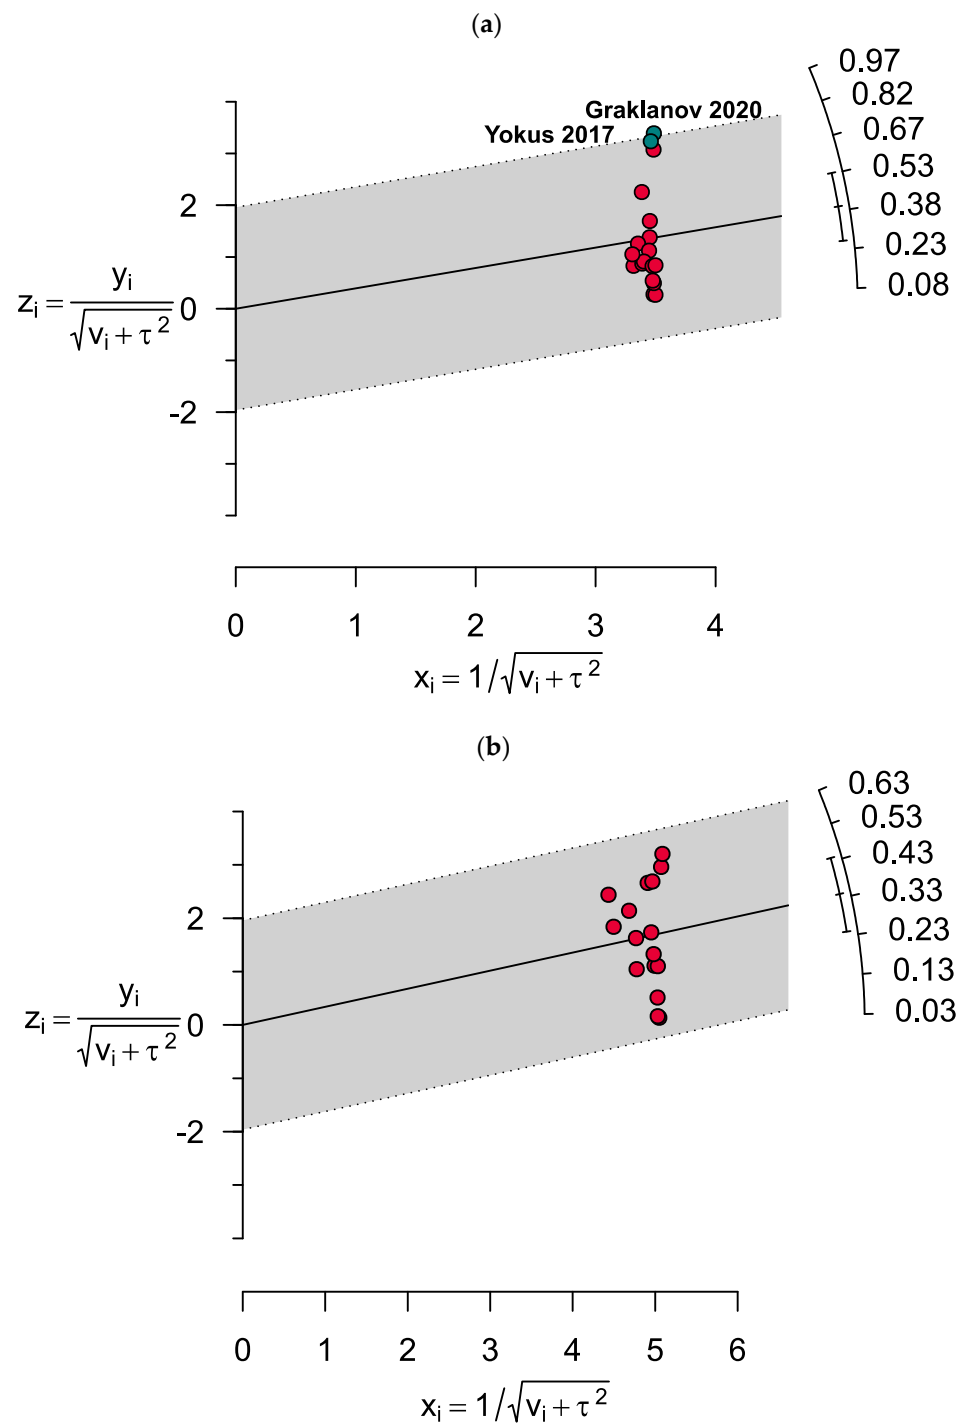 (a)
Graklanov 2020
Yokus 2017
0.97
0.82
0.67
0.53
0.38
0.23
0.08
2
0
-2
zᵢ = yᵢ / √(vᵢ + τ²)
0 1 2 3 4
xᵢ = 1/√(vᵢ + τ²)
(b)
0.63
0.53
0.43
0.33
0.23
0.13
0.03
2
0
-2
zᵢ = yᵢ / √(vᵢ + τ²)
0 1 2 3 4 5 6
xᵢ = 1/√(vᵢ + τ²)